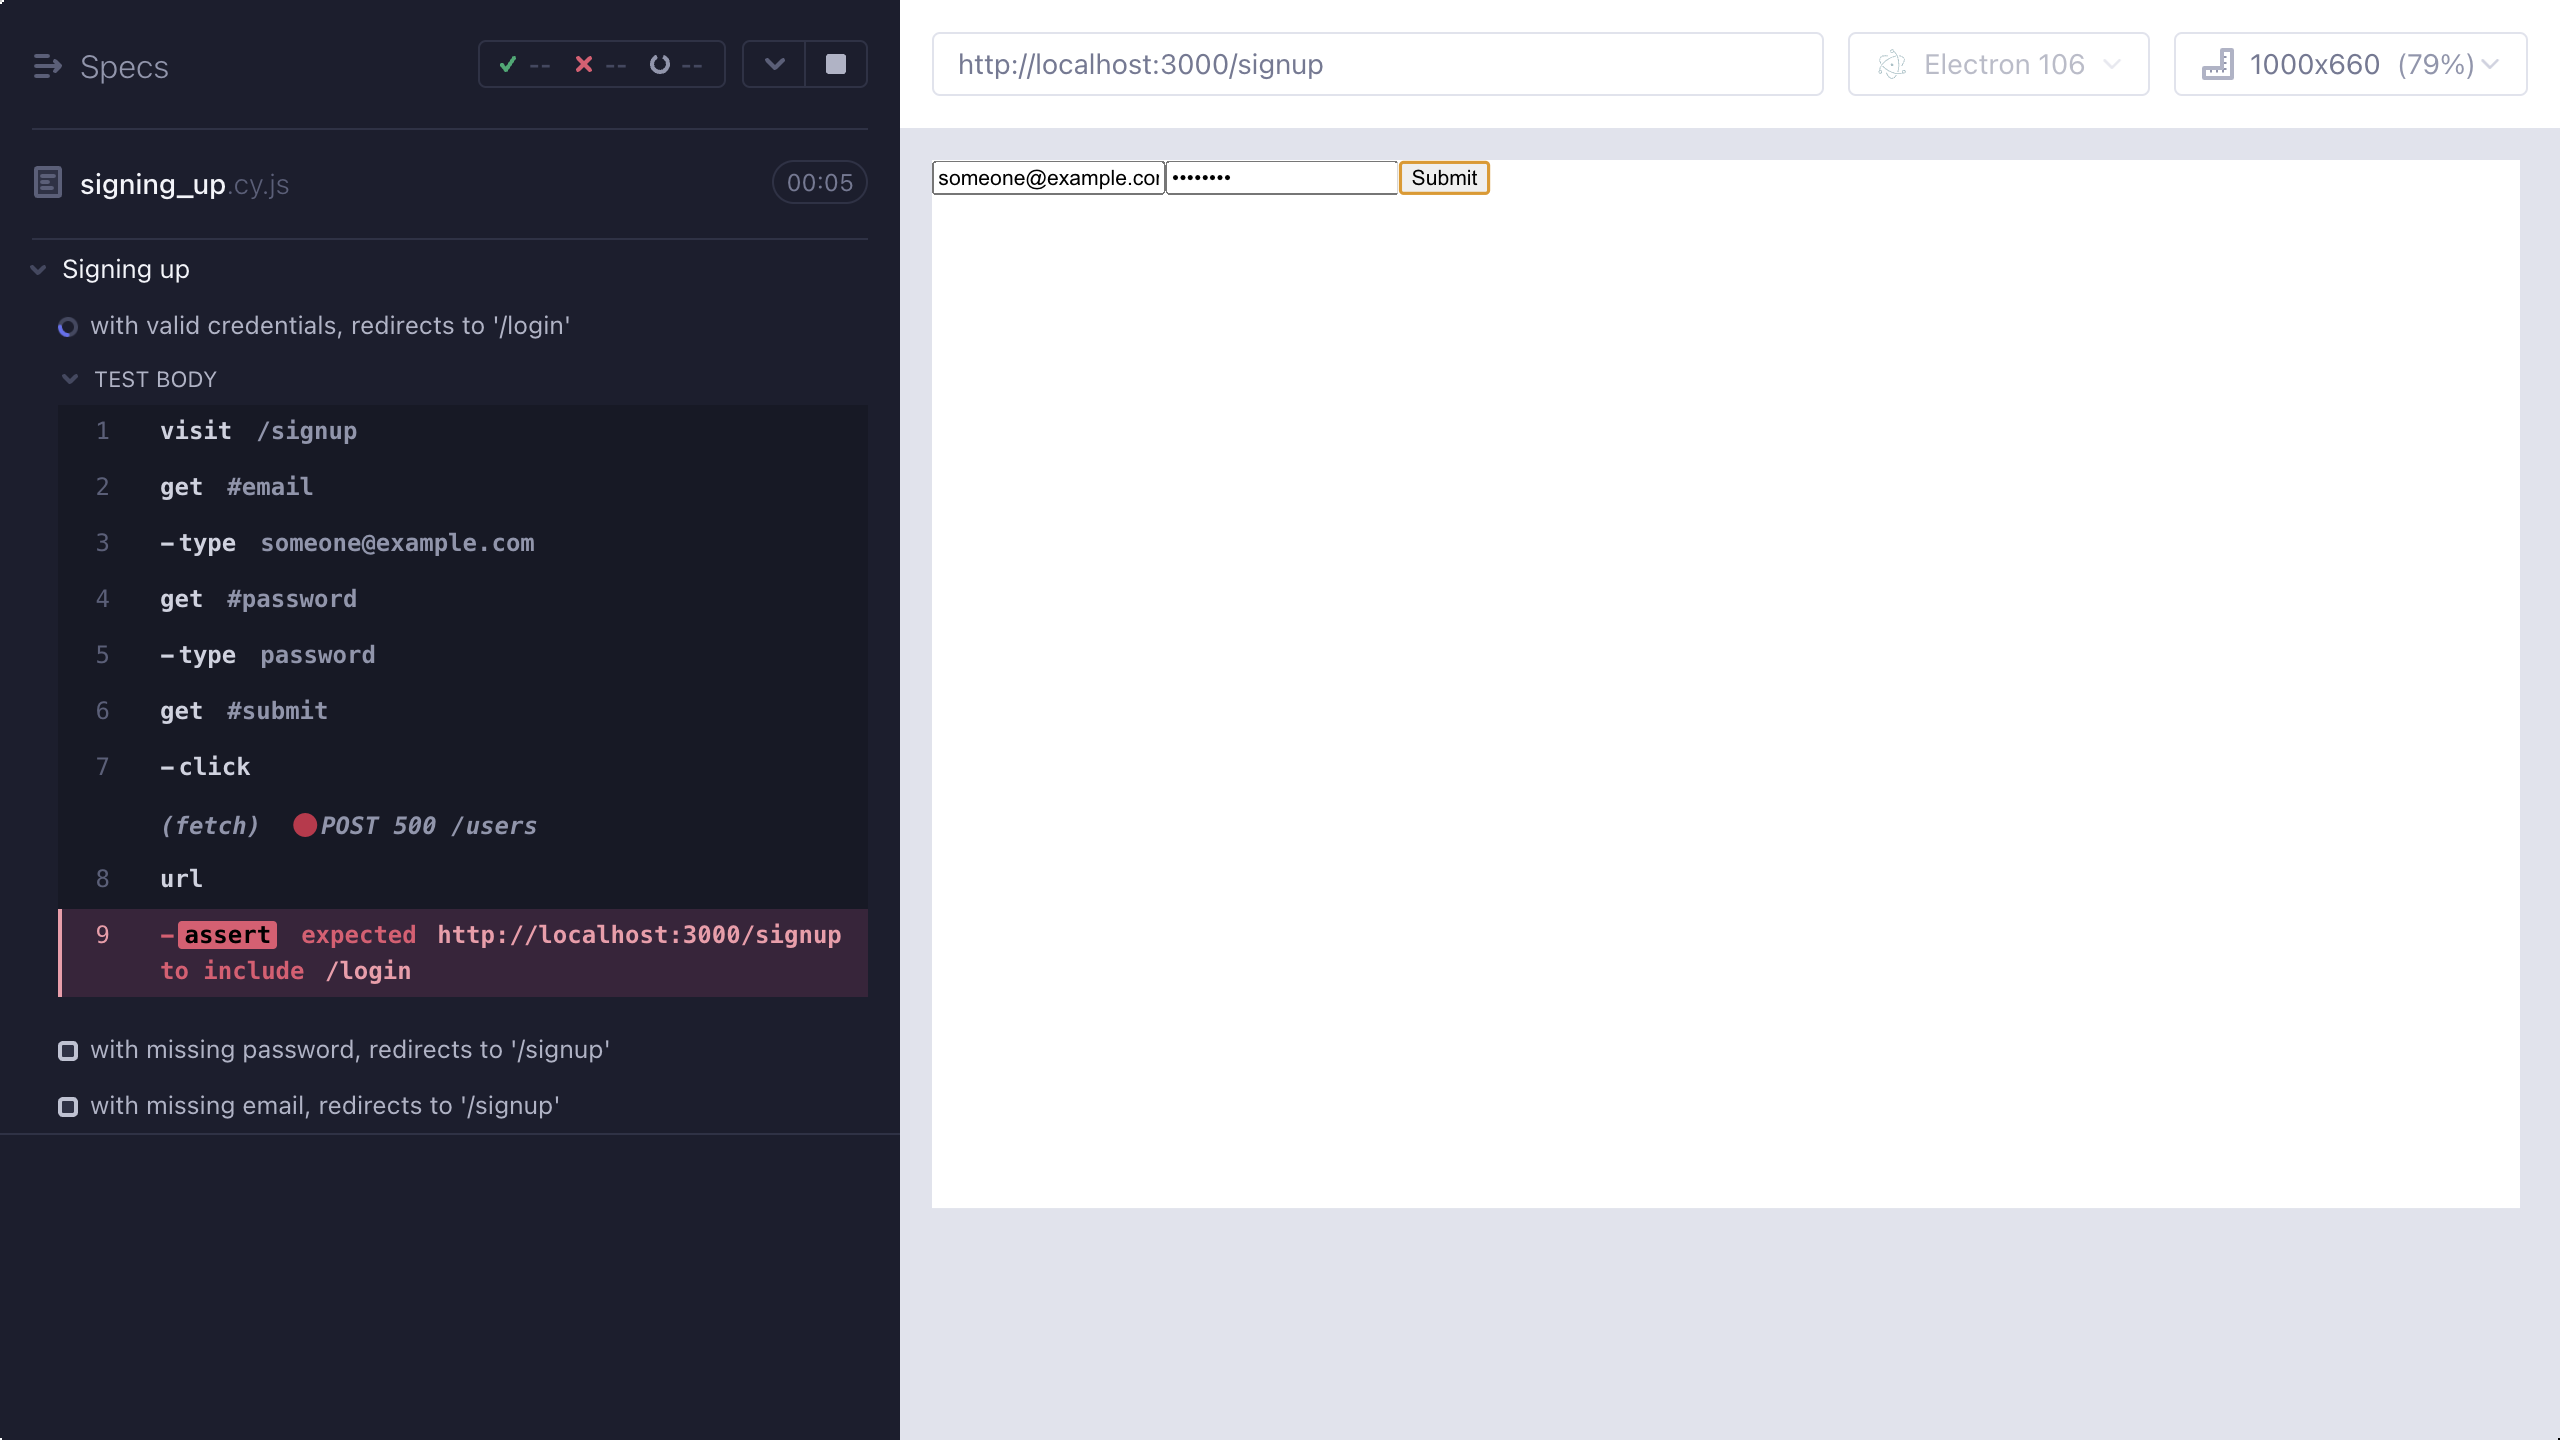 Specs
-- -- --
signing_up.cy.js 00:05
Signing up
with valid credentials, redirects to '/login'
TEST BODY
1 visit /signup
2 get #email
3 -type someone@example.com
4 get #password
5 -type password
6 get #submit
7 -click
(fetch) POST 500 /users
8 url
9 -assert expected http://localhost:3000/signup
to include /login
with missing password, redirects to '/signup'
with missing email, redirects to '/signup'
http://localhost:3000/signup
Electron 106
1000x660 (79%)
someone@example.cor
••••••••
Submit